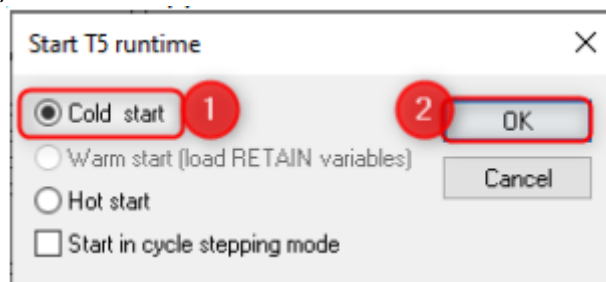 Start T5 runtime
Cold start 1 2 OK
Warm start (load RETAIN variables)
Cancel
Hot start
Start in cycle stepping mode